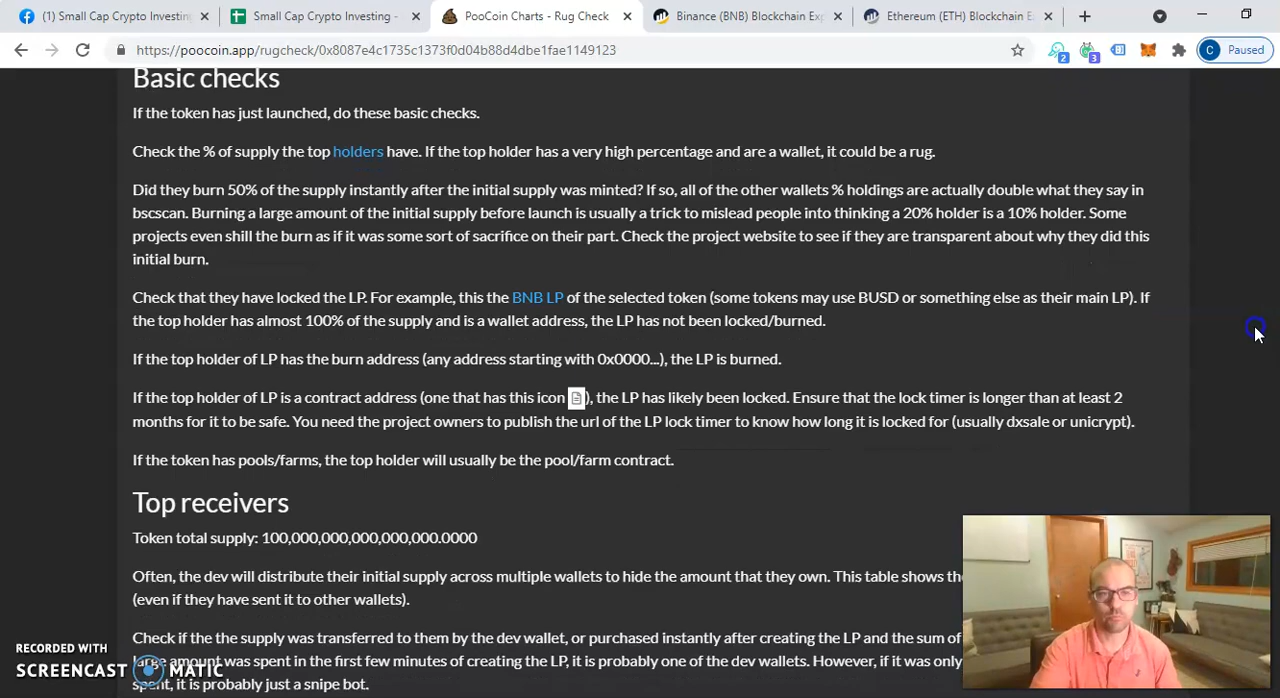 (1) Small Cap Crypto Investin
Small Cap Crypto Investing -
PooCoin Charts - Rug Check
Binance (BNB) Blockchain Exp
Ethereum (ETH) Blockchain E
https://poocoin.app/rugcheck/0x8087e4c1735c1373f0d04b88d4dbe1fae1149123
2
3
C Paused
Basic checks
If the token has just launched, do these basic checks.
Check the % of supply the top holders have. If the top holder has a very high percentage and are a wallet, it could be a rug.
Did they burn 50% of the supply instantly after the initial supply was minted? If so, all of the other wallets % holdings are actually double what they say in
bscscan. Burning a large amount of the initial supply before launch is usually a trick to mislead people into thinking a 20% holder is a 10% holder. Some
projects even shill the burn as if it was some sort of sacrifice on their part. Check the project website to see if they are transparent about why they did this
initial burn.
Check that they have locked the LP. For example, this the BNB LP of the selected token (some tokens may use BUSD or something else as their main LP). If
the top holder has almost 100% of the supply and is a wallet address, the LP has not been locked/burned.
If the top holder of LP has the burn address (any address starting with 0x0000...), the LP is burned.
If the top holder of LP is a contract address (one that has this icon ), the LP has likely been locked. Ensure that the lock timer is longer than at least 2
months for it to be safe. You need the project owners to publish the url of the LP lock timer to know how long it is locked for (usually dxsale or unicrypt).
If the token has pools/farms, the top holder will usually be the pool/farm contract.
Top receivers
Token total supply: 100,000,000,000,000,000.0000
Often, the dev will distribute their initial supply across multiple wallets to hide the amount that they own. This table shows the
(even if they have sent it to other wallets).
Check if the the supply was transferred to them by the dev wallet, or purchased instantly after creating the LP and the sum of
large amount was spent in the first few minutes of creating the LP, it is probably one of the dev wallets. However, if it was only
spent, it is probably just a snipe bot.
RECORDED WITH
SCREENCAST MATIC